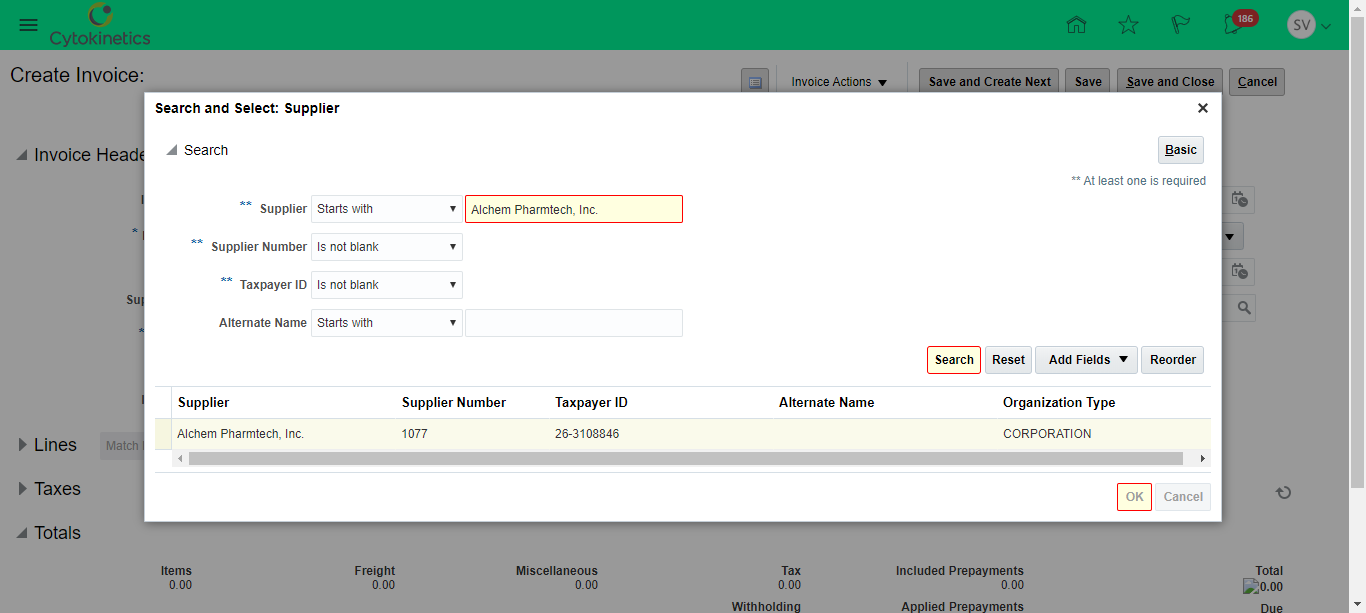 Cytokinetics
186
SV
Create Invoice:
Invoice Actions
Save and Create Next
Save
Save and Close
Cancel
Search and Select: Supplier
Search
Basic
** At least one is required
** Supplier Starts with Alchem Pharmtech, Inc.
** Supplier Number Is not blank
** Taxpayer ID Is not blank
Alternate Name Starts with
Search Reset Add Fields Reorder
Supplier Supplier Number Taxpayer ID Alternate Name Organization Type
Alchem Pharmtech, Inc. 1077 26-3108846 CORPORATION
OK Cancel
Invoice
*
*
Lines Match
Taxes
Totals
Items Freight Miscellaneous Tax Included Prepayments Total
0.00 0.00 0.00 0.00 0.00 0.00
Withholding Applied Prepayments Due